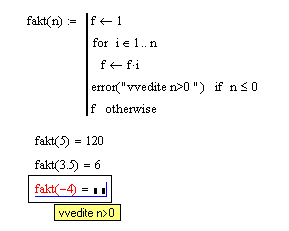 fakt(n) := f ← 1
for i ∈ 1 .. n
f ← f·i
error("vvedite n>0 ") if n ≤ 0
f otherwise
fakt(5) = 120
fakt(3.5) = 6
fakt(−4) = ▪ ▪
vvedite n>0